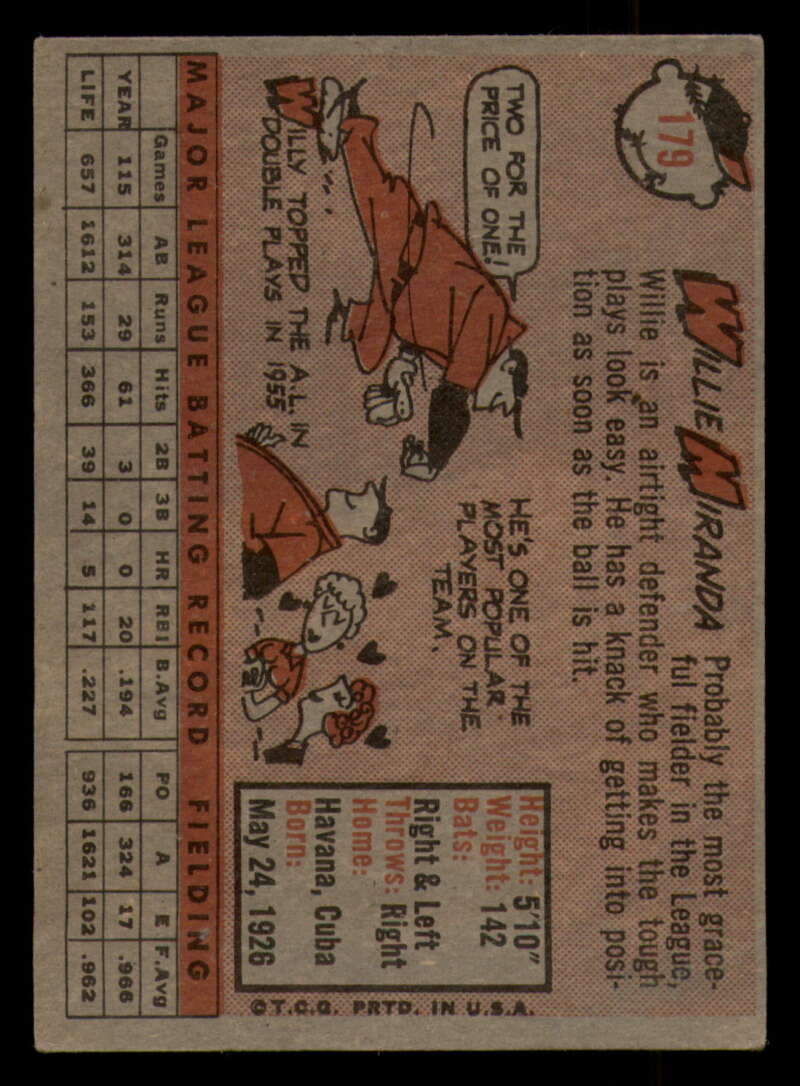 179
WILLIE MIRANDA Probably the most grace-
ful fielder in the League,
Willie is an airtight defender who makes the tough
plays look easy. He has a knack of getting into posi-
tion as soon as the ball is hit.
TWO FOR THE
PRICE OF ONE!
WILLY TOPPED THE A.L. IN
DOUBLE PLAYS IN 1955
HE'S ONE OF THE
MOST POPULAR
PLAYERS ON THE
TEAM.
Height: 5'10"
Weight: 142
Bats:
Right & Left
Throws: Right
Home:
Havana, Cuba
Born:
May 24, 1926
©T.C.G. PRTD. IN U.S.A.
MAJOR LEAGUE BATTING RECORD FIELDING
Games AB Runs Hits 2B 3B HR RBI B.Avg PO A E F.Avg
YEAR 115 314 29 61 3 0 0 20 .194 166 324 17 .966
LIFE 657 1612 153 366 39 14 5 117 .227 936 1621 102 .962